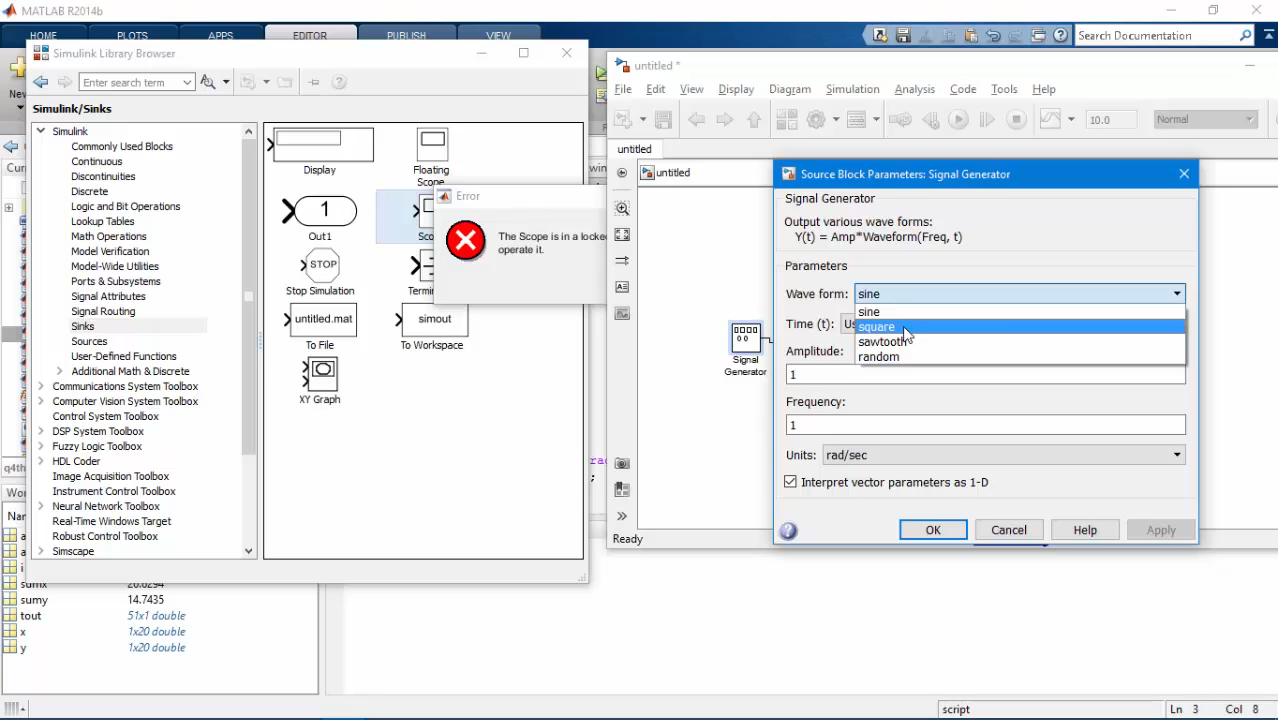 MATLAB R2014b
HOME PLOTS APPS EDITOR PUBLISH VIEW
Search Documentation
Simulink Library Browser
Enter search term
Simulink/Sinks
Simulink
Commonly Used Blocks
Continuous
Discontinuities
Discrete
Logic and Bit Operations
Lookup Tables
Math Operations
Model Verification
Model-Wide Utilities
Ports & Subsystems
Signal Attributes
Signal Routing
Sinks
Sources
User-Defined Functions
Additional Math & Discrete
Communications System Toolbox
Computer Vision System Toolbox
Control System Toolbox
DSP System Toolbox
Fuzzy Logic Toolbox
HDL Coder
Image Acquisition Toolbox
Instrument Control Toolbox
Neural Network Toolbox
Real-Time Windows Target
Robust Control Toolbox
Simscape
Display
Floating
Scope
1
Out1
STOP
Stop Simulation
untitled.mat
To File
simout
To Workspace
XY Graph
Error
The Scope is in a locked
operate it.
untitled *
File Edit View Display Diagram Simulation Analysis Code Tools Help
10.0
Normal
untitled
untitled
Signal
Generator
Ready
Source Block Parameters: Signal Generator
Signal Generator
Output various wave forms:
Y(t) = Amp*Waveform(Freq, t)
Parameters
Wave form: sine
sine
square
sawtooth
random
Time (t):
Amplitude:
1
Frequency:
1
Units: rad/sec
Interpret vector parameters as 1-D
OK Cancel Help Apply
sumx 20.6294
sumy 14.7435
tout 51x1 double
x 1x20 double
y 1x20 double
script
Ln 3 Col 8